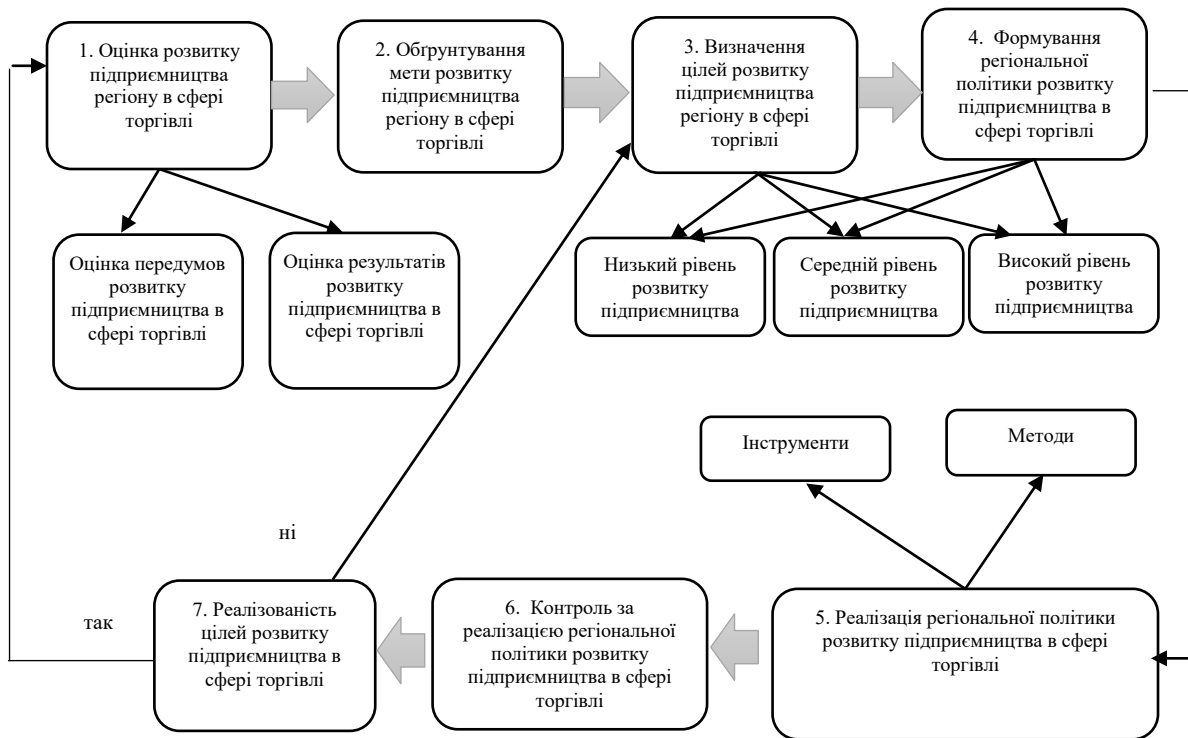 1. Оцінка розвитку
підприємництва
регіону в сфері
торгівлі
2. Обґрунтування
мети розвитку
підприємництва
регіону в сфері
торгівлі
3. Визначення
цілей розвитку
підприємництва
регіону в сфері
торгівлі
4. Формування
регіональної
політики розвитку
підприємництва в
сфері торгівлі
Оцінка передумов
розвитку
підприємництва в
сфері торгівлі
Оцінка результатів
розвитку
підприємництва в
сфері торгівлі
Низький рівень
розвитку
підприємництва
Середній рівень
розвитку
підприємництва
Високий рівень
розвитку
підприємництва
Інструменти
Методи
ні
так
7. Реалізованість
цілей розвитку
підприємництва в
сфері торгівлі
6. Контроль за
реалізацією регіональної
політики розвитку
підприємництва в сфері
торгівлі
5. Реалізація регіональної політики
розвитку підприємництва в сфері
торгівлі